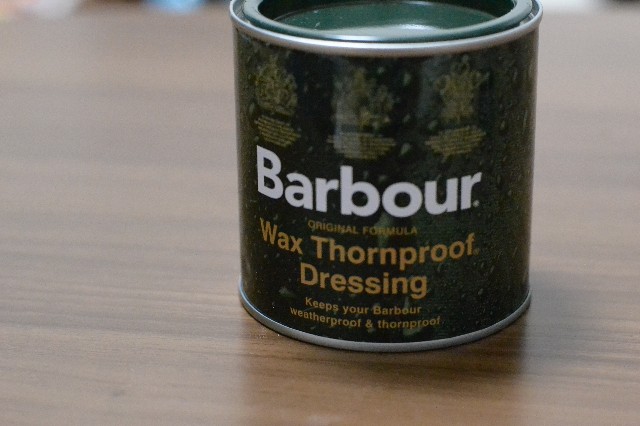 Barbour.
ORIGINAL FORMULA
Wax Thornproof®
Dressing
Keeps your Barbour
weatherproof & thornproof